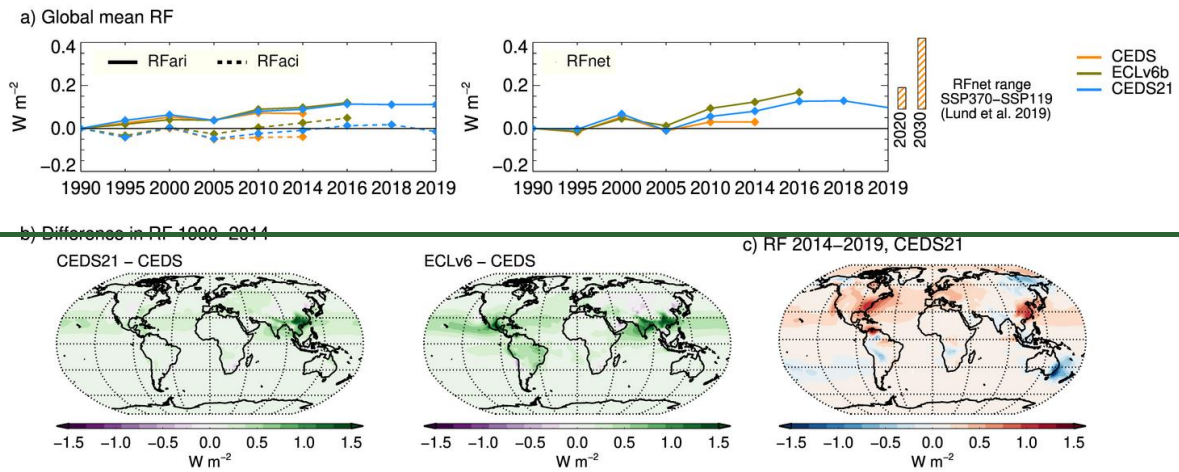 a) Global mean RF
0.4
0.2
0.0
−0.2
W m−2
RFari
RFaci
1990 1995 2000 2005 2010 2014 2016 2018 2019
0.4
0.2
0.0
−0.2
W m−2
RFnet
1990 1995 2000 2005 2010 2014 2016 2018 2019
2020
2030
RFnet range
SSP370−SSP119
(Lund et al. 2019)
CEDS
ECLv6b
CEDS21
b) Difference in RF 1990−2014
CEDS21 − CEDS
−1.5 −1.0 −0.5 0.0 0.5 1.0 1.5
W m−2
ECLv6 − CEDS
−1.5 −1.0 −0.5 0.0 0.5 1.0 1.5
W m−2
c) RF 2014−2019, CEDS21
−1.5 −1.0 −0.5 0.0 0.5 1.0 1.5
W m−2